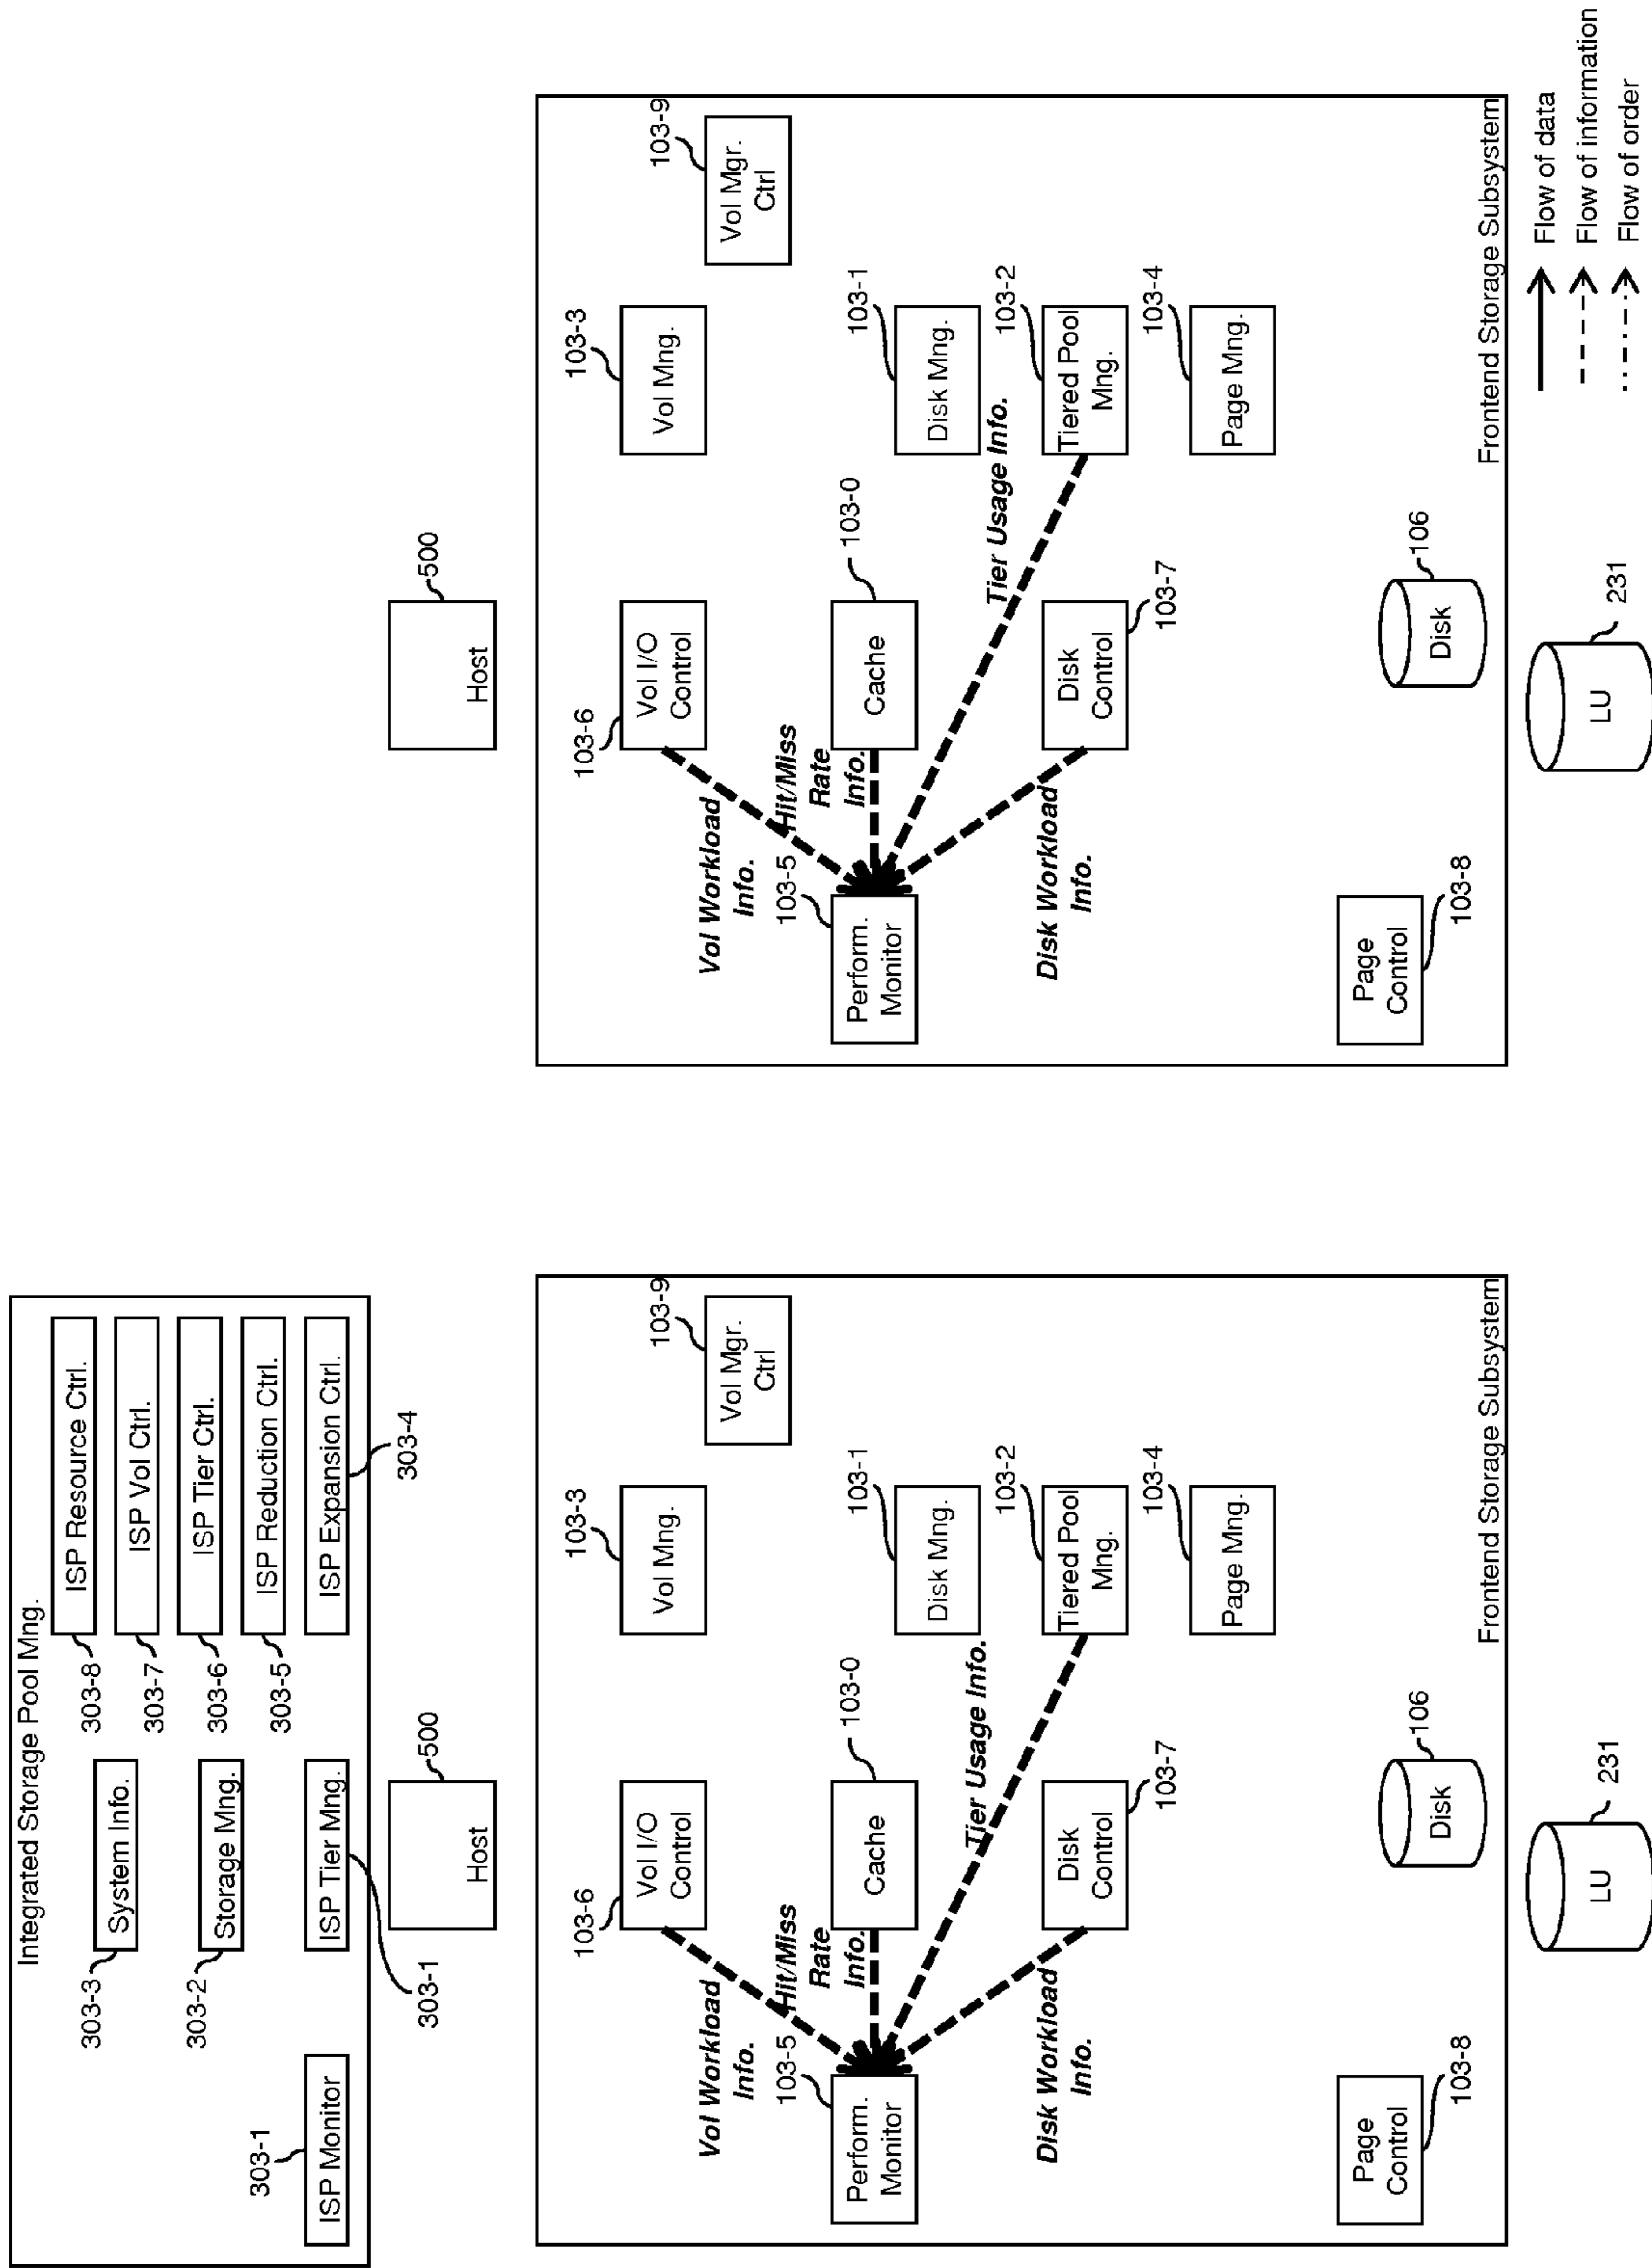 Integrated Storage Pool Mng.
303-1
ISP Monitor
303-3
System Info.
303-2
Storage Mng.
ISP Tier Mng.
303-1
303-8
ISP Resource Ctrl.
303-7
ISP Vol Ctrl.
303-6
ISP Tier Ctrl.
303-5
ISP Reduction Ctrl.
ISP Expansion Ctrl.
303-4
500
Host
103-6
Vol I/O
Control
103-3
Vol Mng.
103-9
Vol Mgr.
Ctrl
Vol Workload
Info.
Hit/Miss
Rate
Info.
103-5
Perform.
Monitor
103-0
Cache
103-1
Disk Mng.
Tier Usage Info.
Disk Workload
Info.
Disk
Control
103-7
103-2
Tiered Pool
Mng.
103-4
Page Mng.
Page
Control
103-8
106
Disk
Frontend Storage Subsystem
231
LU
500
Host
103-6
Vol I/O
Control
103-3
Vol Mng.
103-9
Vol Mgr.
Ctrl
Vol Workload
Info.
Hit/Miss
Rate
Info.
103-5
Perform.
Monitor
103-0
Cache
103-1
Disk Mng.
Tier Usage Info.
Disk Workload
Info.
Disk
Control
103-7
103-2
Tiered Pool
Mng.
103-4
Page Mng.
Page
Control
103-8
106
Disk
Frontend Storage Subsystem
231
LU
Flow of data
Flow of information
Flow of order